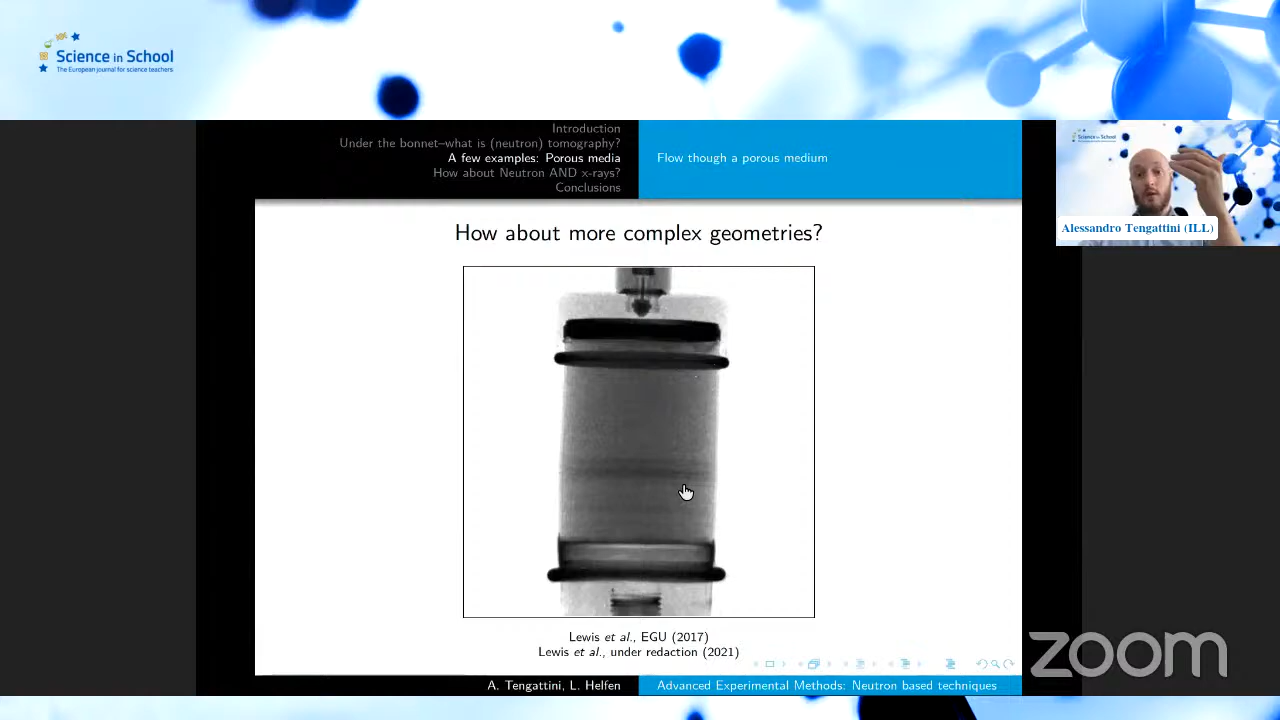 Science in School
The European journal for science teachers
Introduction
Under the bonnet–what is (neutron) tomography?
A few examples: Porous media
How about Neutron AND x-rays?
Conclusions
Flow though a porous medium
Science in School
Alessandro Tengattini (ILL)
How about more complex geometries?
Lewis et al., EGU (2017)
Lewis et al., under redaction (2021)
A. Tengattini, L. Helfen
Advanced Experimental Methods: Neutron based techniques
zoom